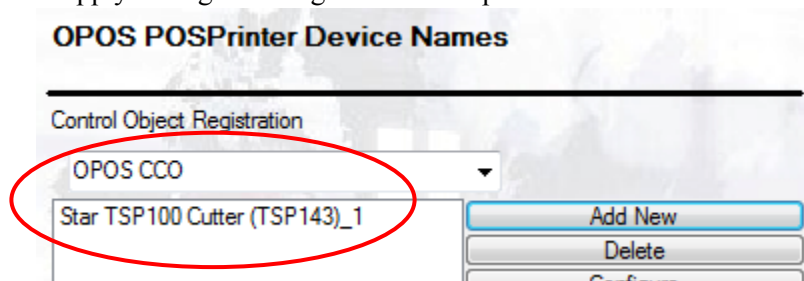 OPOS POSPrinter Device Names
Control Object Registration
OPOS CCO
Star TSP100 Cutter (TSP143)_1
Add New
Delete